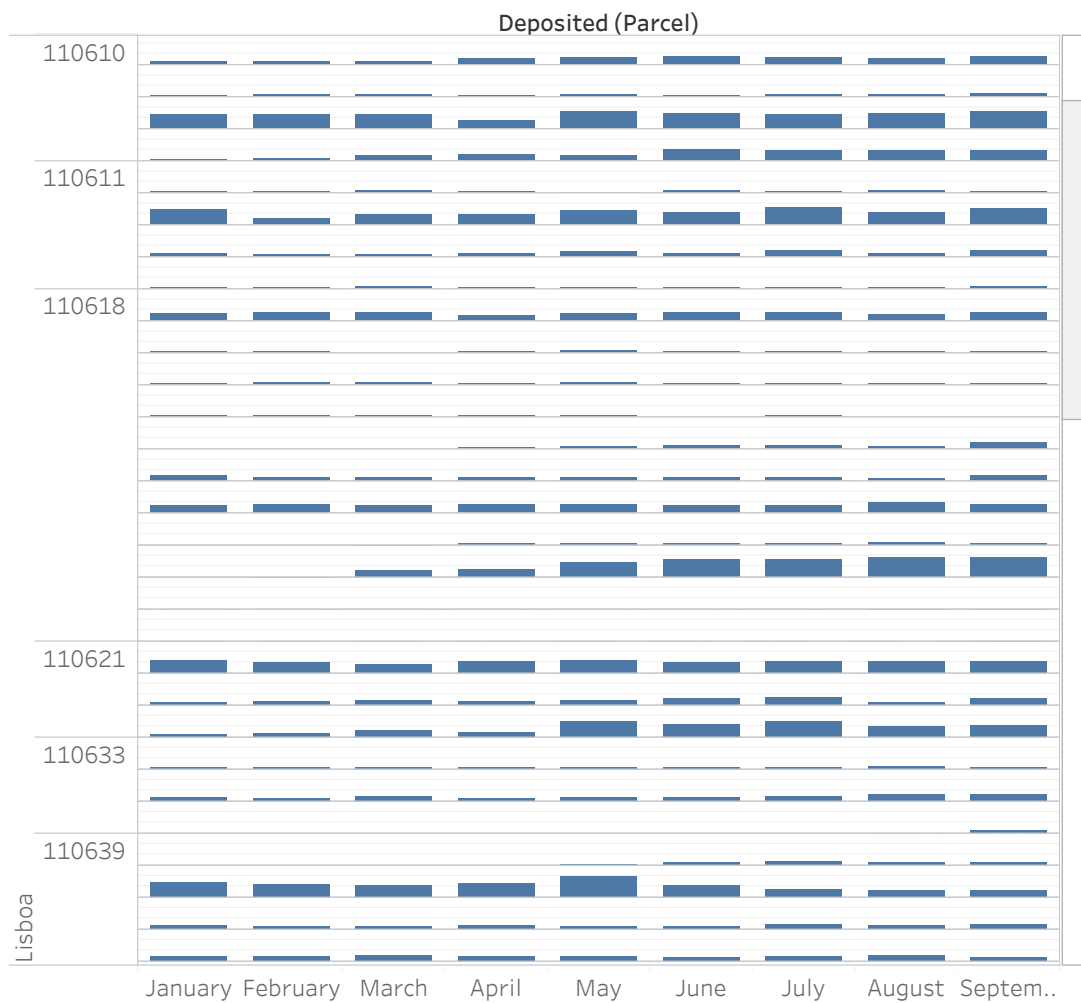 Deposited (Parcel)
110610
110611
110618
110621
110633
110639
Lisboa
January February March April May June July August Septem..